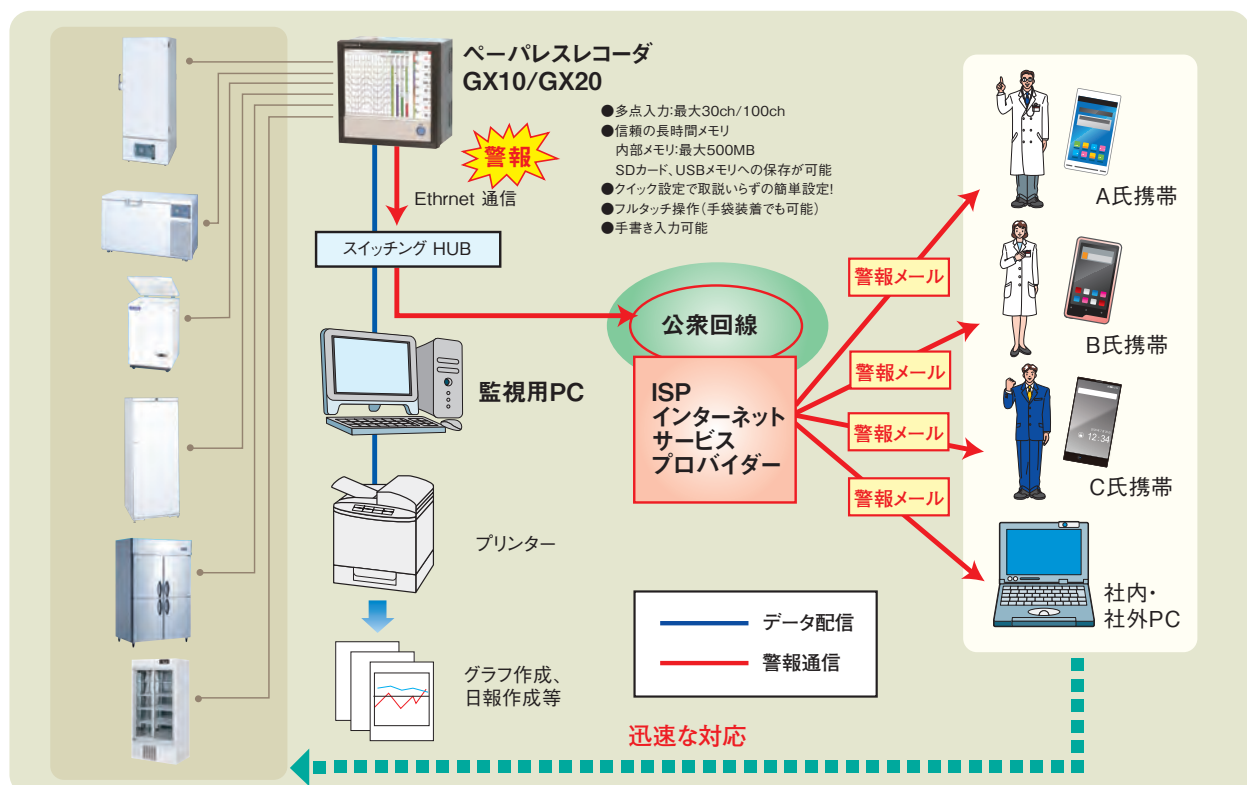 ペーパレスレコーダ
GX10/GX20
●多点入力:最大30ch/100ch
●信頼の長時間メモリ
内部メモリ:最大500MB
SDカード、USBメモリへの保存が可能
●クイック設定で取説いらずの簡単設定!
●フルタッチ操作(手袋装着でも可能)
●手書き入力可能
警報
Ethrnet 通信
スイッチング HUB
公衆回線
監視用PC
ISP
インターネット
サービス
プロバイダー
プリンター
グラフ作成、
日報作成等
警報メール
警報メール
警報メール
警報メール
A氏携帯
B氏携帯
12:34
C氏携帯
社内・
社外PC
データ配信
警報通信
迅速な対応